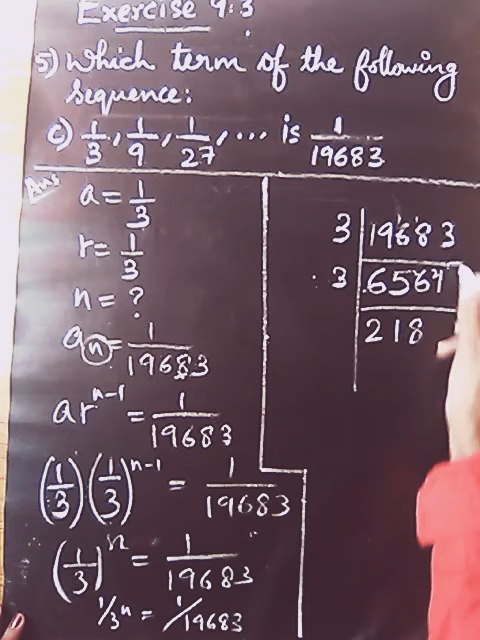 Exercise 9.3
5) Which term of the following
sequence:
c) 1/3, 1/9, 1/27, ... is 1/19683
Ans
a = 1/3
r = 1/3
n = ?
a_n = 1/19683
ar^(n-1) = 1/19683
(1/3)(1/3)^(n-1) = 1/19683
(1/3)^n = 1/19683
1/3^n = 1/19683
3 | 19683
3 | 6561
218